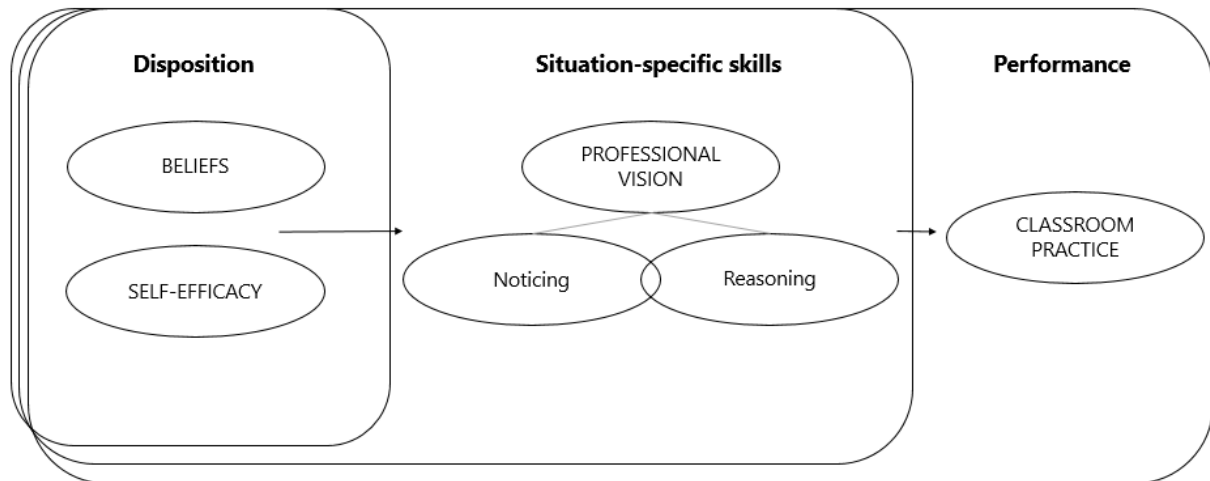 Disposition
BELIEFS
SELF-EFFICACY
Situation-specific skills
PROFESSIONAL
VISION
Noticing
Reasoning
Performance
CLASSROOM
PRACTICE